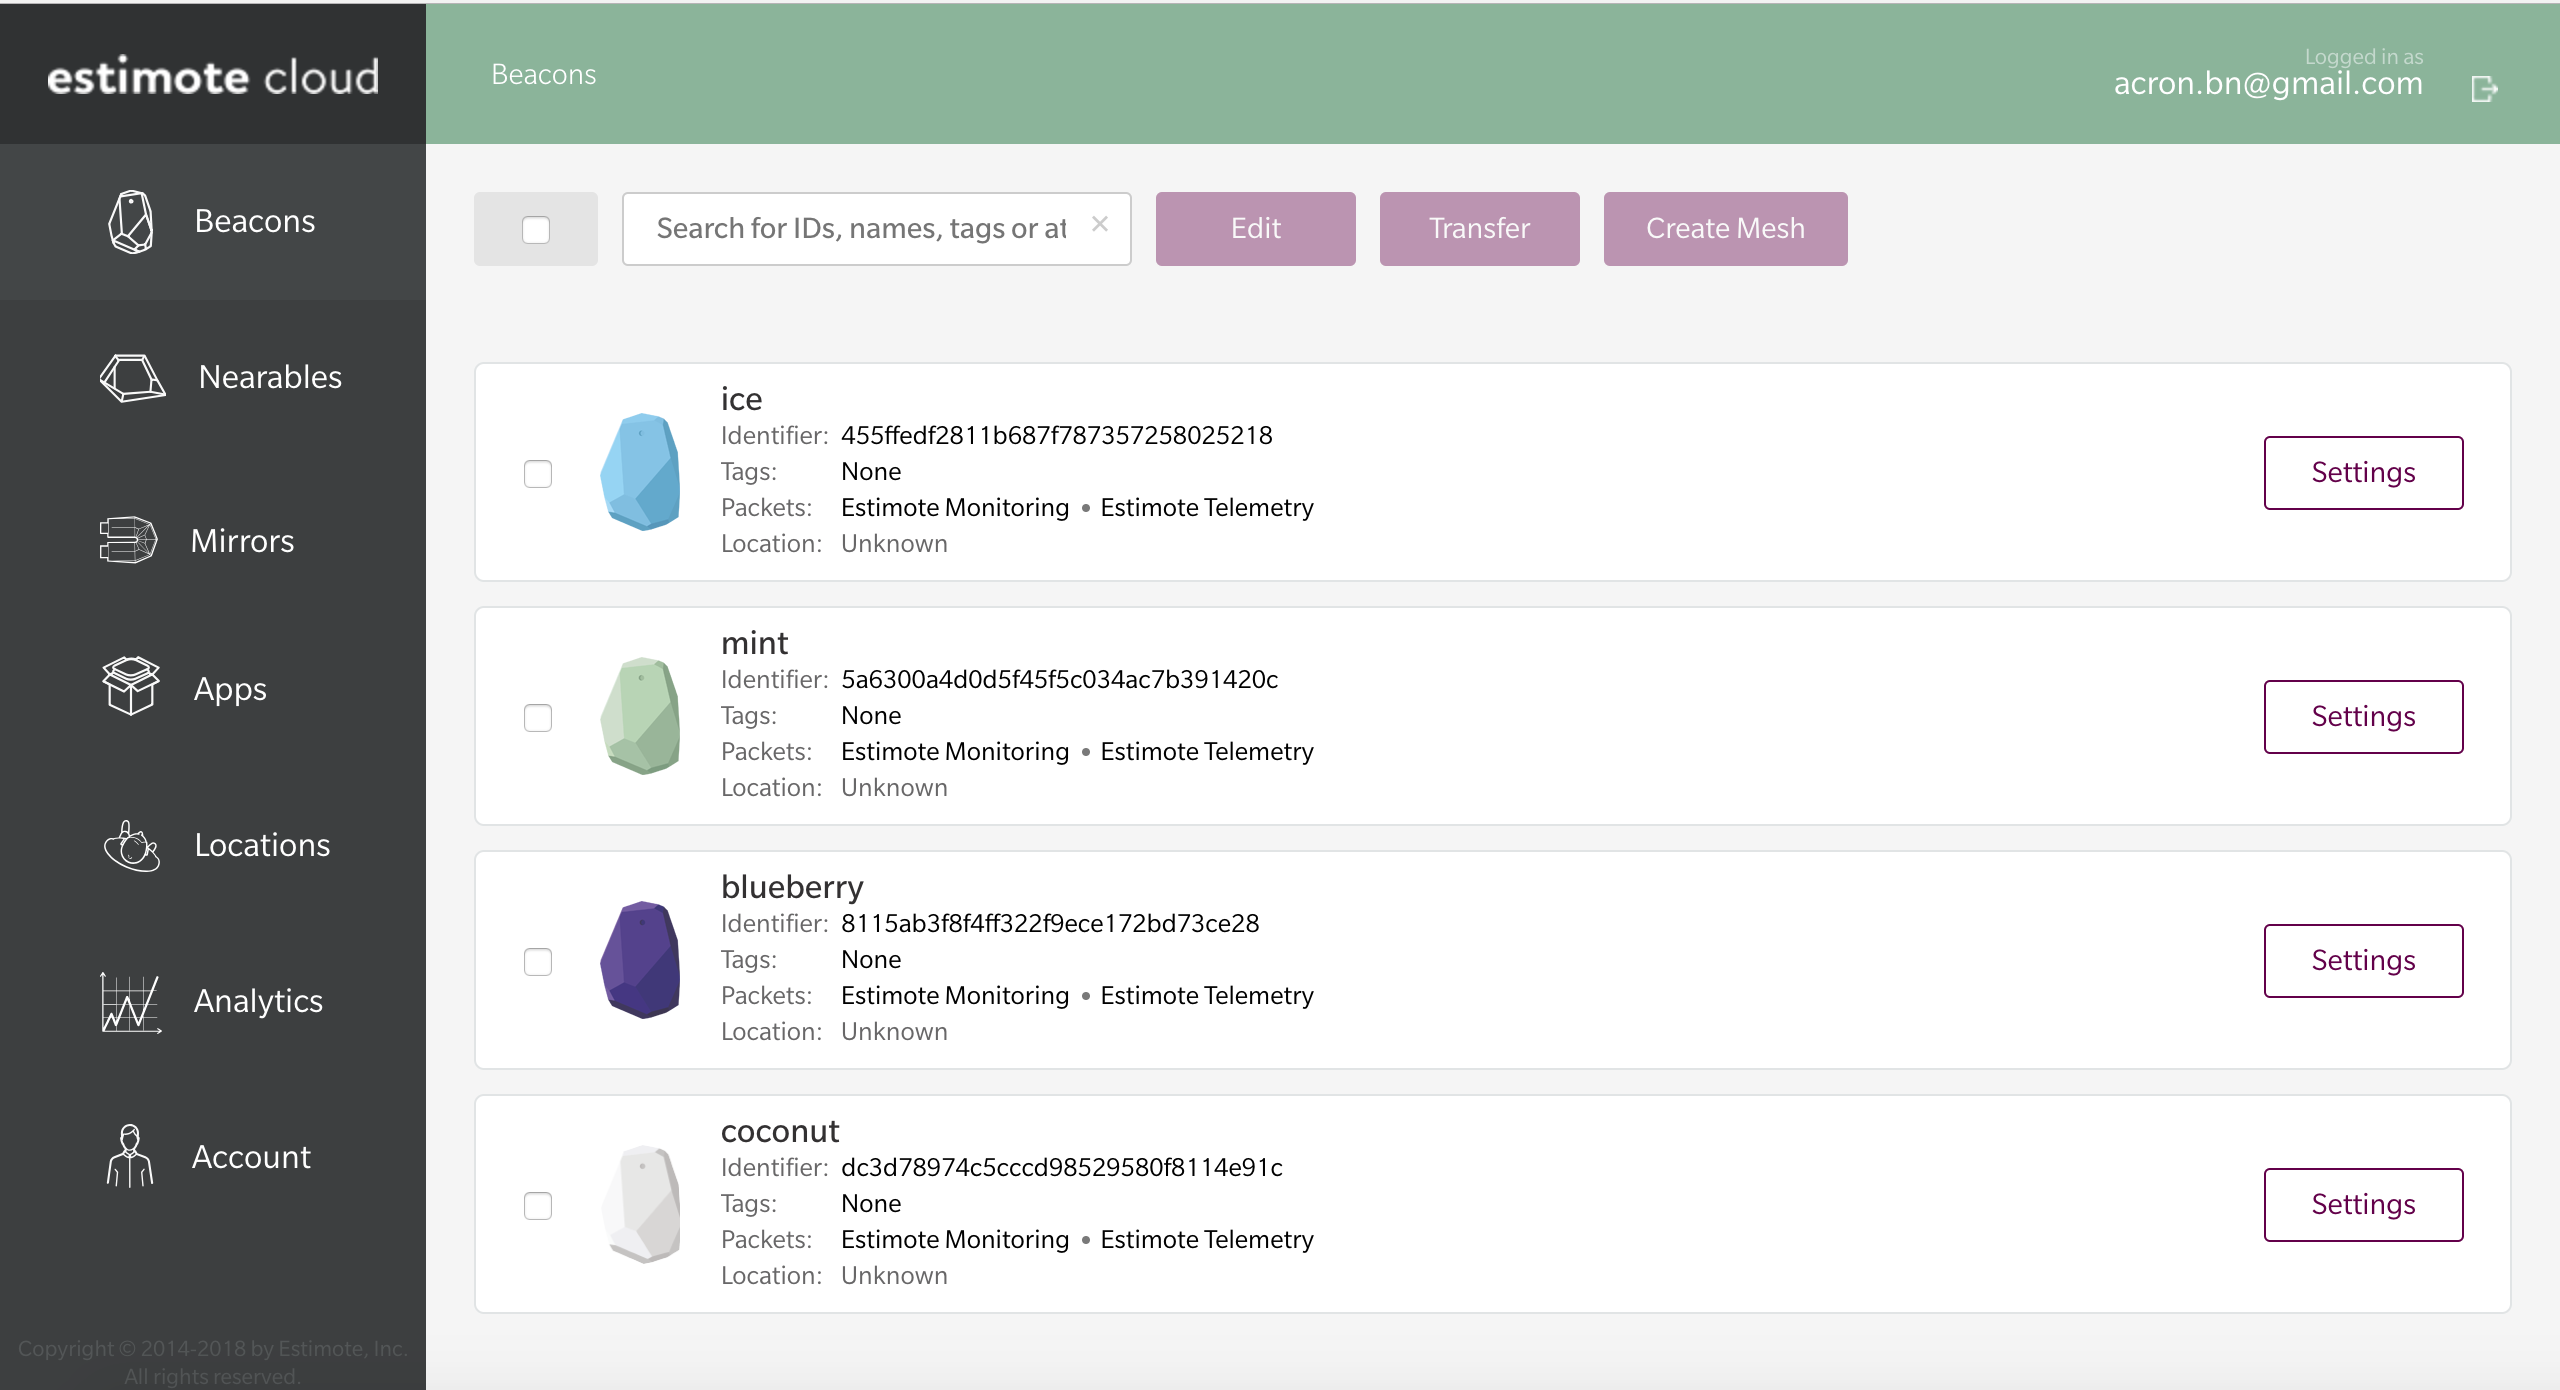 estimote cloud
Beacons
Logged in as
acron.bn@gmail.com
Beacons
Nearables
Mirrors
Apps
Locations
Analytics
Account
Copyright © 2014-2018 by Estimote, Inc.
All rights reserved.
Search for IDs, names, tags or at
Edit
Transfer
Create Mesh
ice
Identifier: 455ffedf2811b687f787357258025218
Tags: None
Packets: Estimote Monitoring • Estimote Telemetry
Location: Unknown
Settings
mint
Identifier: 5a6300a4d0d5f45f5c034ac7b391420c
Tags: None
Packets: Estimote Monitoring • Estimote Telemetry
Location: Unknown
Settings
blueberry
Identifier: 8115ab3f8f4ff322f9ece172bd73ce28
Tags: None
Packets: Estimote Monitoring • Estimote Telemetry
Location: Unknown
Settings
coconut
Identifier: dc3d78974c5cccd98529580f8114e91c
Tags: None
Packets: Estimote Monitoring • Estimote Telemetry
Location: Unknown
Settings